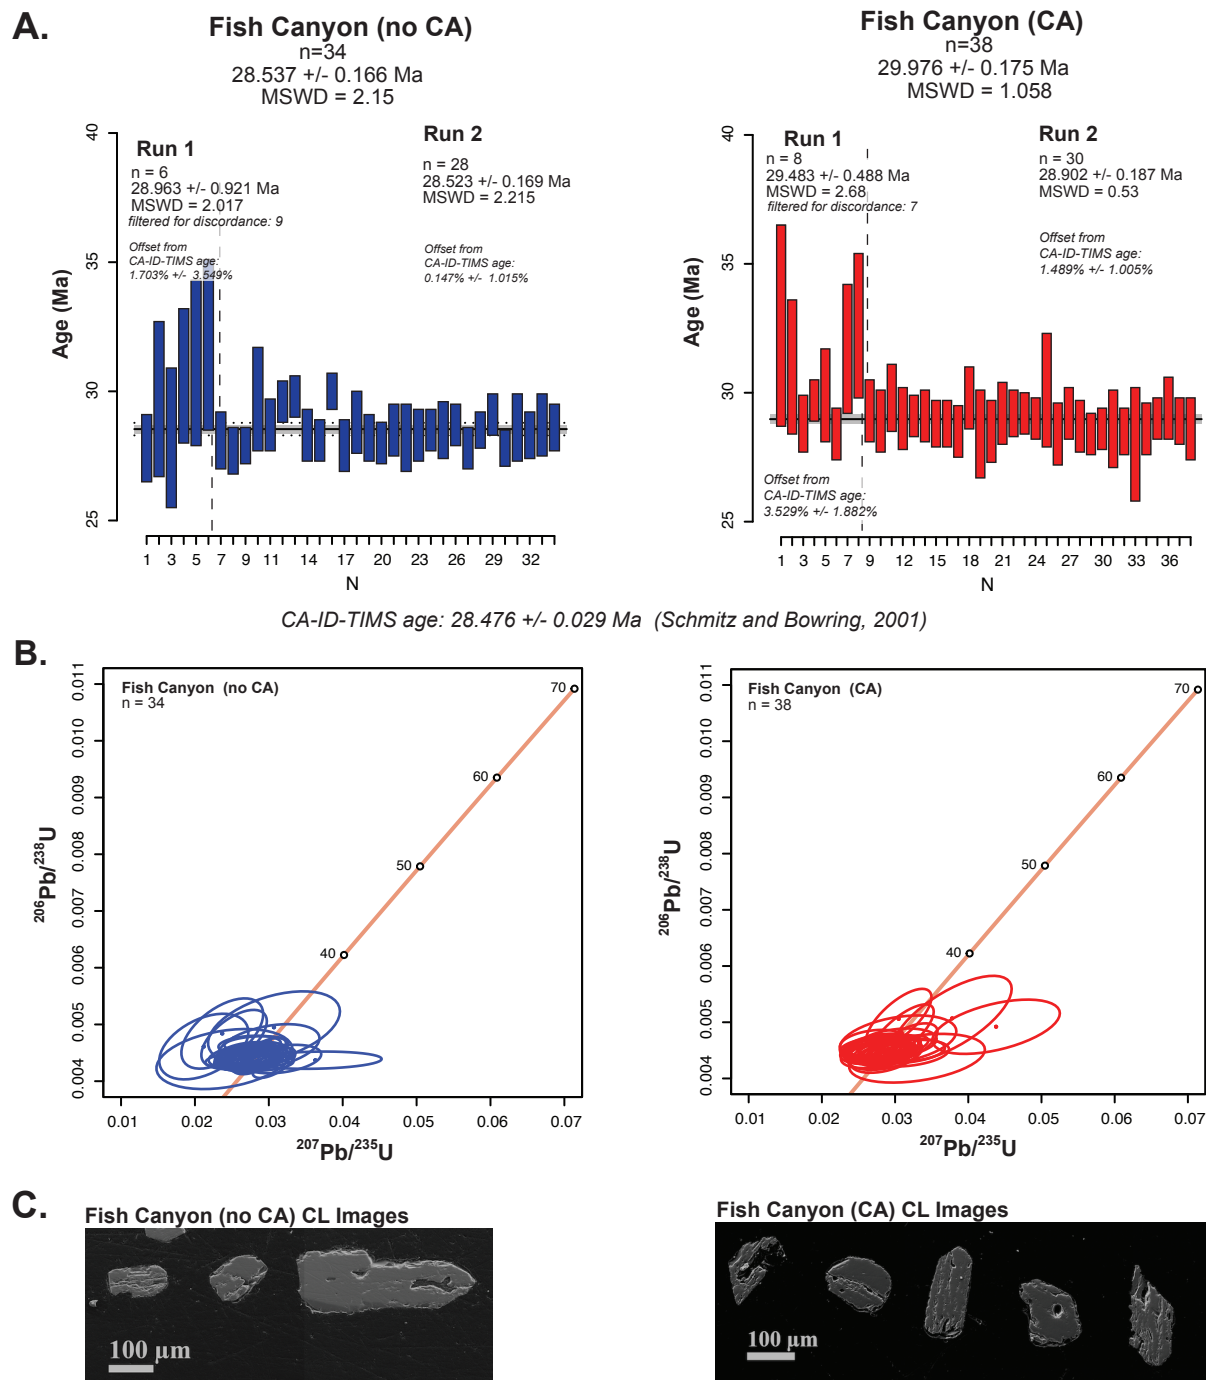 A.
Fish Canyon (no CA)
n=34
28.537 +/- 0.166 Ma
MSWD = 2.15
Run 1
n = 6
28.963 +/- 0.921 Ma
MSWD = 2.017
filtered for discordance: 9
Offset from
CA-ID-TIMS age:
1.703% +/- 3.549%
Run 2
n = 28
28.523 +/- 0.169 Ma
MSWD = 2.215
Offset from
CA-ID-TIMS age:
0.147% +/- 1.015%
Age (Ma)
40
35
30
25
1 3 5 7 9 11 14 17 20 23 26 29 32
N
Fish Canyon (CA)
n=38
29.976 +/- 0.175 Ma
MSWD = 1.058
Run 1
n = 8
29.483 +/- 0.488 Ma
MSWD = 2.68
filtered for discordance: 7
Run 2
n = 30
28.902 +/- 0.187 Ma
MSWD = 0.53
Offset from
CA-ID-TIMS age:
1.489% +/- 1.005%
Offset from
CA-ID-TIMS age:
3.529% +/- 1.882%
Age (Ma)
40
35
30
25
1 3 5 7 9 11 13 15 18 21 24 27 30 33 36
N
CA-ID-TIMS age: 28.476 +/- 0.029 Ma (Schmitz and Bowring, 2001)
B.
Fish Canyon (no CA)
n = 34
206Pb/238U
0.011
0.010
0.009
0.008
0.007
0.006
0.005
0.004
70
60
50
40
0.01 0.02 0.03 0.04 0.05 0.06 0.07
207Pb/235U
Fish Canyon (CA)
n = 38
206Pb/238U
0.011
0.010
0.009
0.008
0.007
0.006
0.005
0.004
70
60
50
40
0.01 0.02 0.03 0.04 0.05 0.06 0.07
207Pb/235U
C.
Fish Canyon (no CA) CL Images
100 µm
Fish Canyon (CA) CL Images
100 µm